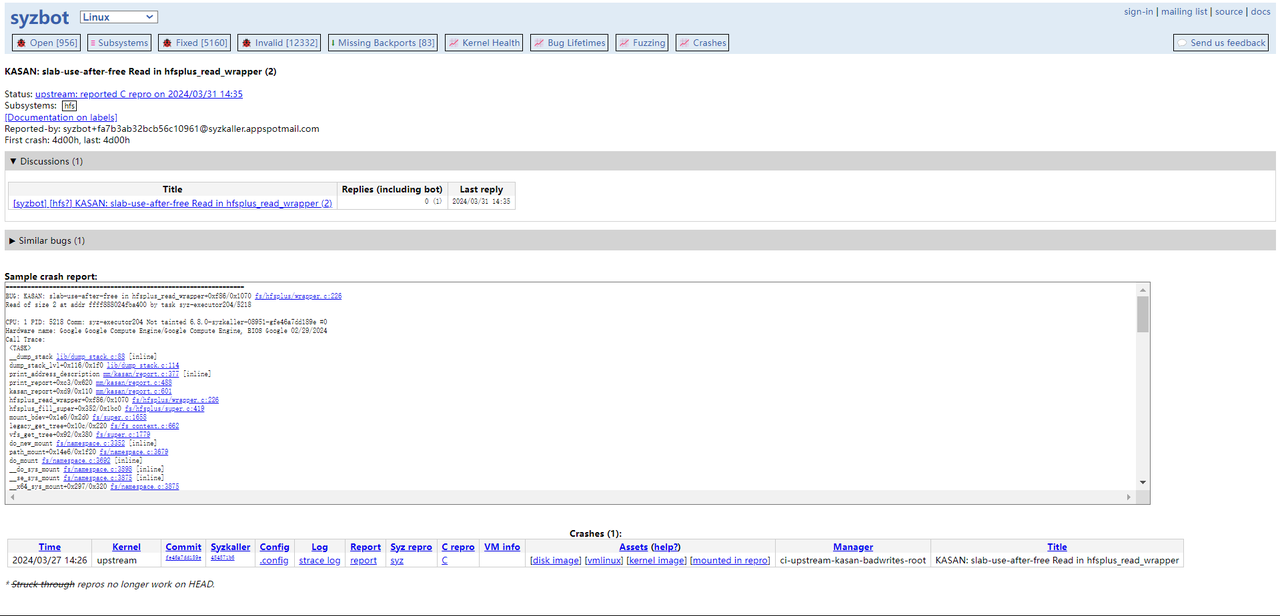 syzbot
Linux
sign-in | mailing list | source | docs
Open [956]
Subsystems
Fixed [5160]
Invalid [12332]
Missing Backports [83]
Kernel Health
Bug Lifetimes
Fuzzing
Crashes
Send us feedback
KASAN: slab-use-after-free Read in hfsplus_read_wrapper (2)
Status: upstream: reported C repro on 2024/03/31 14:35
Subsystems: hfs
[Documentation on labels]
Reported-by: syzbot+fa7b3ab32bcb56c10961@syzkaller.appspotmail.com
First crash: 4d00h, last: 4d00h
▼ Discussions (1)
Title Replies (including bot) Last reply
[syzbot] [hfs?] KASAN: slab-use-after-free Read in hfsplus_read_wrapper (2) 0 (1) 2024/03/31 14:35
▶ Similar bugs (1)
Sample crash report:
==================================================================
BUG: KASAN: slab-use-after-free in hfsplus_read_wrapper+0xf86/0x1070 fs/hfsplus/wrapper.c:226
Read of size 2 at addr ffff888024fba400 by task syz-executor204/5218
CPU: 1 PID: 5218 Comm: syz-executor204 Not tainted 6.8.0-syzkaller-08951-gfe46a7dd189e #0
Hardware name: Google Google Compute Engine/Google Compute Engine, BIOS Google 02/29/2024
Call Trace:
<TASK>
__dump_stack lib/dump_stack.c:88 [inline]
dump_stack_lvl+0x116/0x1f0 lib/dump_stack.c:114
print_address_description mm/kasan/report.c:377 [inline]
print_report+0xc3/0x620 mm/kasan/report.c:488
kasan_report+0xd9/0x110 mm/kasan/report.c:601
hfsplus_read_wrapper+0xf86/0x1070 fs/hfsplus/wrapper.c:226
hfsplus_fill_super+0x352/0x1bc0 fs/hfsplus/super.c:419
mount_bdev+0x1e6/0x2d0 fs/super.c:1658
legacy_get_tree+0x10c/0x220 fs/fs_context.c:662
vfs_get_tree+0x92/0x380 fs/super.c:1779
do_new_mount fs/namespace.c:3352 [inline]
path_mount+0x14e6/0x1f20 fs/namespace.c:3679
do_mount fs/namespace.c:3692 [inline]
__do_sys_mount fs/namespace.c:3898 [inline]
__se_sys_mount fs/namespace.c:3875 [inline]
__x64_sys_mount+0x297/0x320 fs/namespace.c:3875
Crashes (1):
Time Kernel Commit Syzkaller Config Log Report Syz repro C repro VM info Assets (help?) Manager Title
2024/03/27 14:26 upstream fe46a7dd189e .config strace log report syz C [disk image] [vmlinux] [kernel image] [mounted in repro] ci-upstream-kasan-badwrites-root KASAN: slab-use-after-free Read in hfsplus_read_wrapper
* Struck through repros no longer work on HEAD.